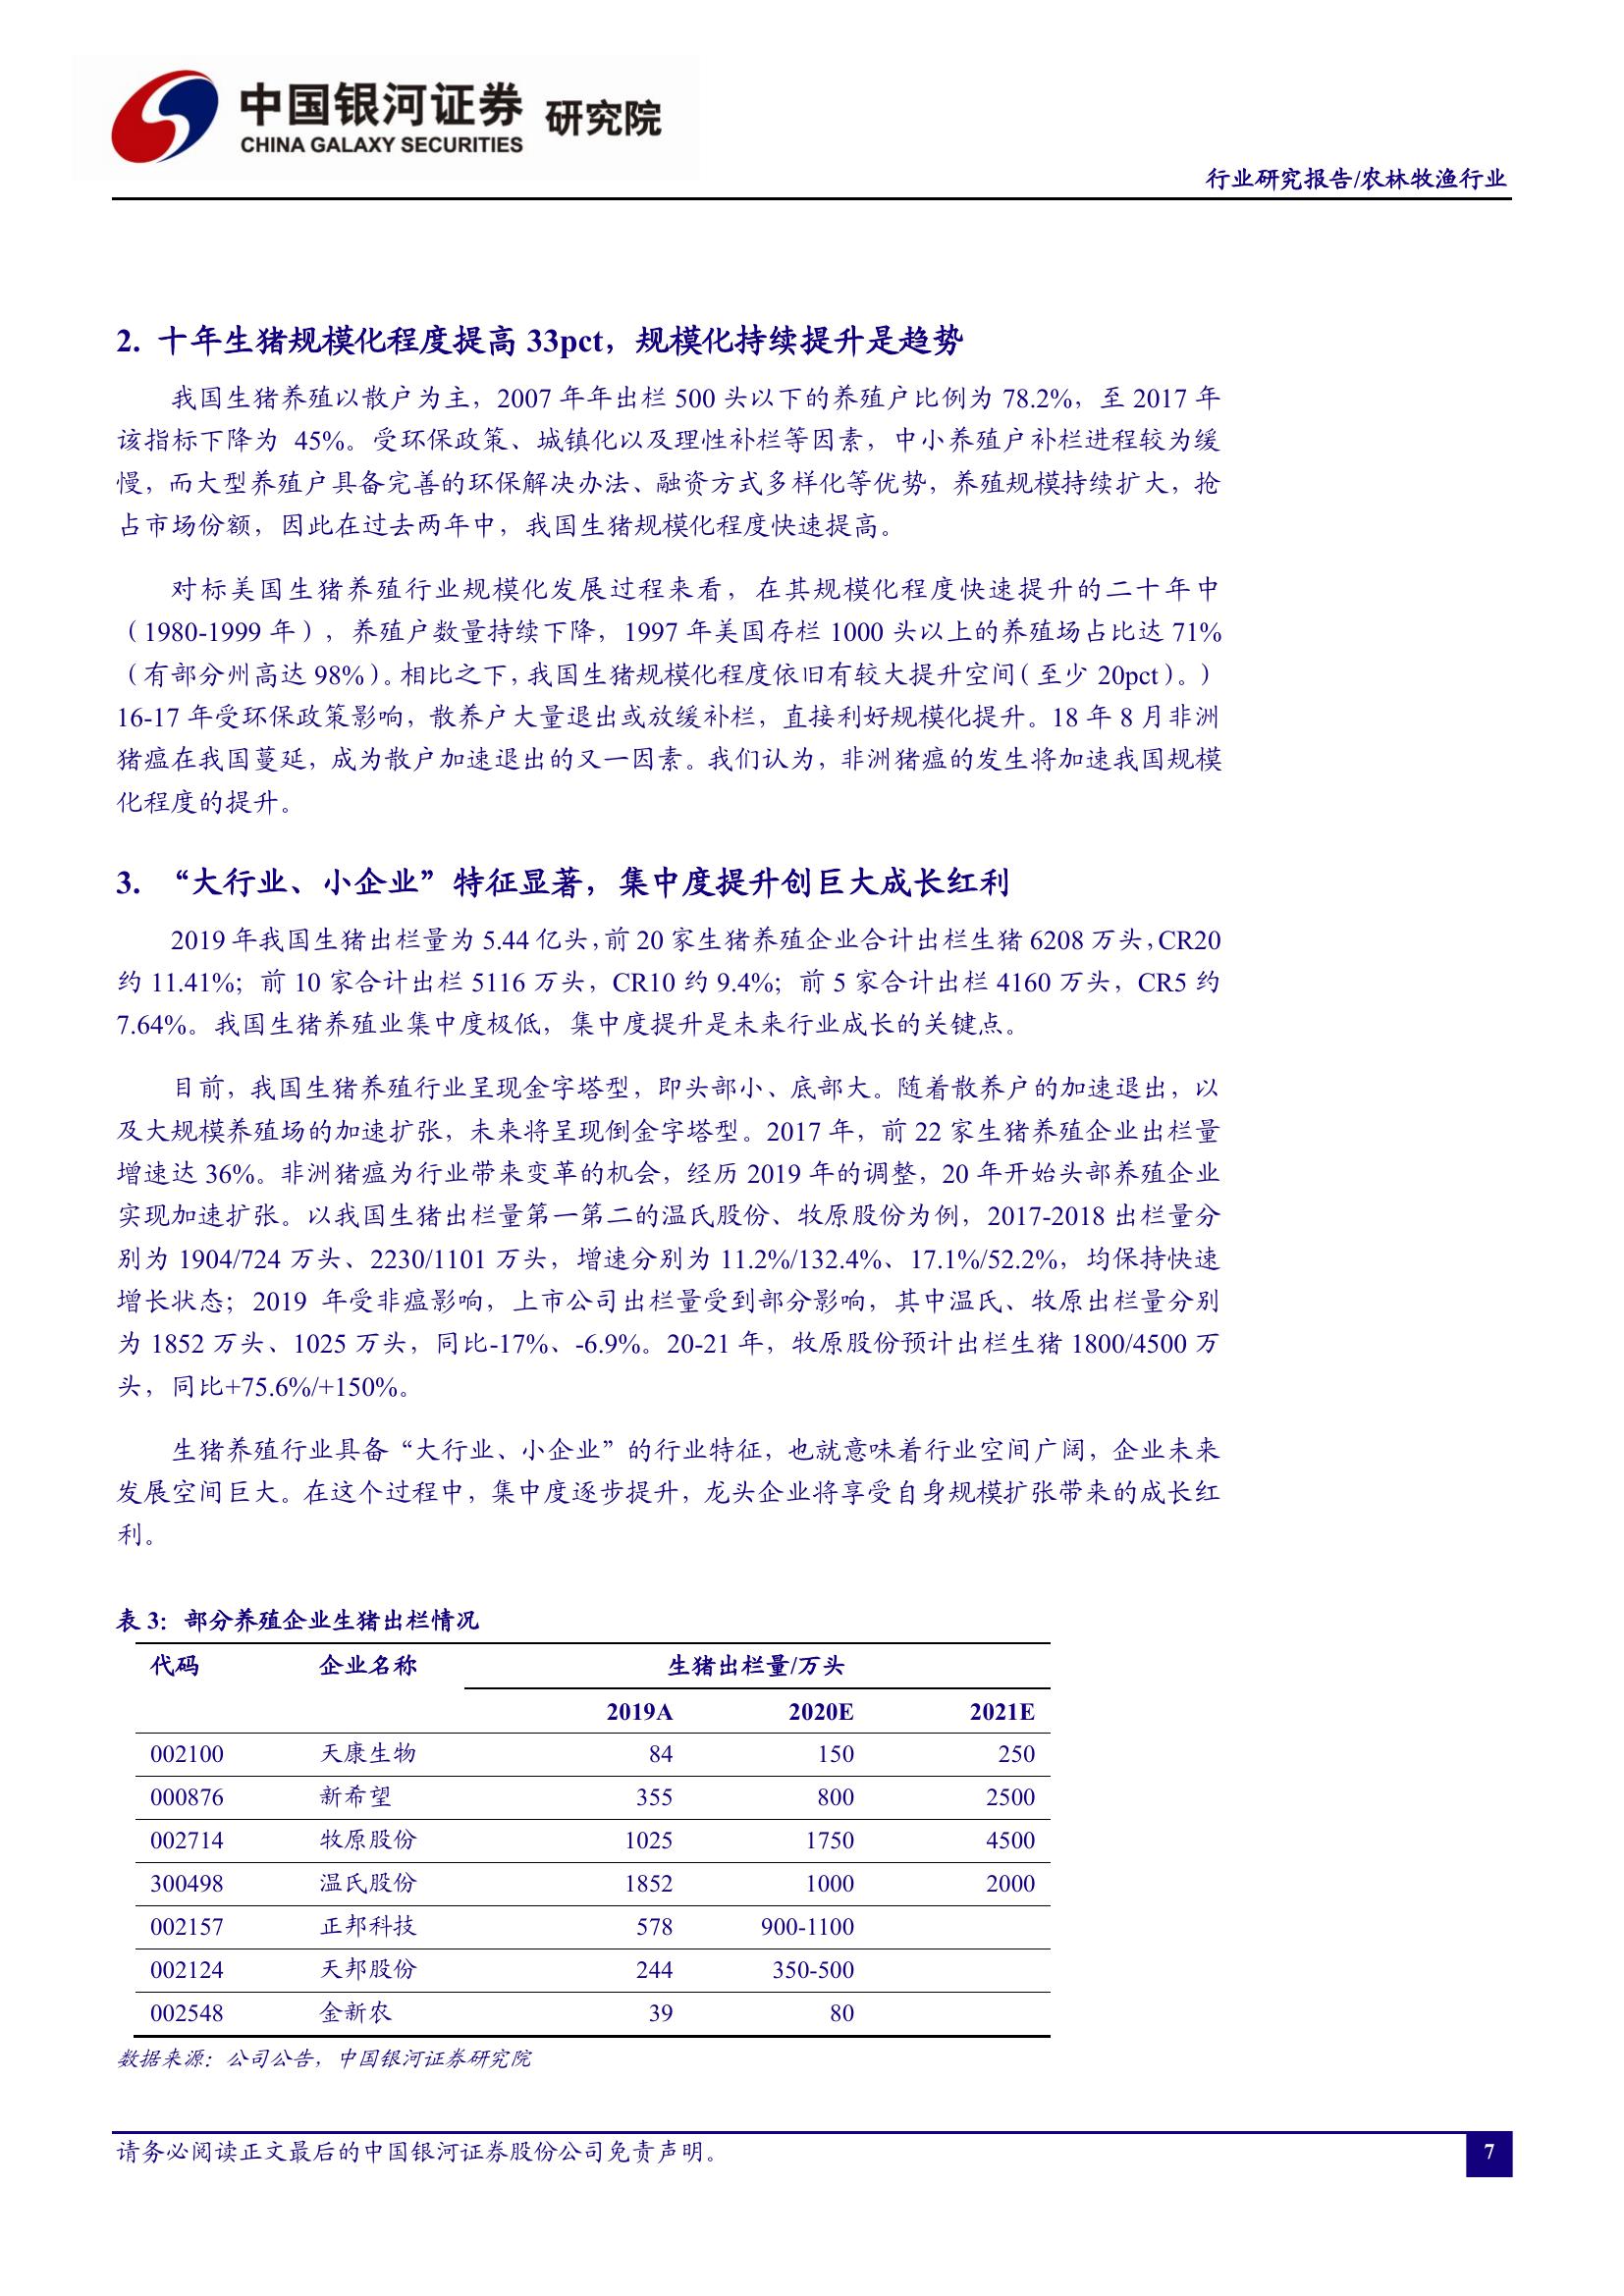 中国银河证券 研究院
CHINA GALAXY SECURITIES
行业研究报告/农林牧渔行业
2. 十年生猪规模化程度提高 33pct，规模化持续提升是趋势
我国生猪养殖以散户为主，2007 年年出栏 500 头以下的养殖户比例为 78.2%，至 2017 年
该指标下降为 45%。受环保政策、城镇化以及理性补栏等因素，中小养殖户补栏进程较为缓
慢，而大型养殖户具备完善的环保解决办法、融资方式多样化等优势，养殖规模持续扩大，抢
占市场份额，因此在过去两年中，我国生猪规模化程度快速提高。
对标美国生猪养殖行业规模化发展过程来看，在其规模化程度快速提升的二十年中
（1980-1999 年），养殖户数量持续下降，1997 年美国存栏 1000 头以上的养殖场占比达 71%
（有部分州高达 98%）。相比之下，我国生猪规模化程度依旧有较大提升空间（至少 20pct）。）
16-17 年受环保政策影响，散养户大量退出或放缓补栏，直接利好规模化提升。18 年 8 月非洲
猪瘟在我国蔓延，成为散户加速退出的又一因素。我们认为，非洲猪瘟的发生将加速我国规模
化程度的提升。
3. “大行业、小企业”特征显著，集中度提升创巨大成长红利
2019 年我国生猪出栏量为 5.44 亿头，前 20 家生猪养殖企业合计出栏生猪 6208 万头，CR20
约 11.41%；前 10 家合计出栏 5116 万头，CR10 约 9.4%；前 5 家合计出栏 4160 万头，CR5 约
7.64%。我国生猪养殖业集中度极低，集中度提升是未来行业成长的关键点。
目前，我国生猪养殖行业呈现金字塔型，即头部小、底部大。随着散养户的加速退出，以
及大规模养殖场的加速扩张，未来将呈现倒金字塔型。2017 年，前 22 家生猪养殖企业出栏量
增速达 36%。非洲猪瘟为行业带来变革的机会，经历 2019 年的调整，20 年开始头部养殖企业
实现加速扩张。以我国生猪出栏量第一第二的温氏股份、牧原股份为例，2017-2018 出栏量分
别为 1904/724 万头、2230/1101 万头，增速分别为 11.2%/132.4%、17.1%/52.2%，均保持快速
增长状态；2019 年受非瘟影响，上市公司出栏量受到部分影响，其中温氏、牧原出栏量分别
为 1852 万头、1025 万头，同比-17%、-6.9%。20-21 年，牧原股份预计出栏生猪 1800/4500 万
头，同比+75.6%/+150%。
生猪养殖行业具备“大行业、小企业”的行业特征，也就意味着行业空间广阔，企业未来
发展空间巨大。在这个过程中，集中度逐步提升，龙头企业将享受自身规模扩张带来的成长红
利。
表 3：部分养殖企业生猪出栏情况
代码 企业名称 生猪出栏量/万头
2019A 2020E 2021E
002100 天康生物 84 150 250
000876 新希望 355 800 2500
002714 牧原股份 1025 1750 4500
300498 温氏股份 1852 1000 2000
002157 正邦科技 578 900-1100
002124 天邦股份 244 350-500
002548 金新农 39 80
数据来源：公司公告，中国银河证券研究院
请务必阅读正文最后的中国银河证券股份公司免责声明。
7